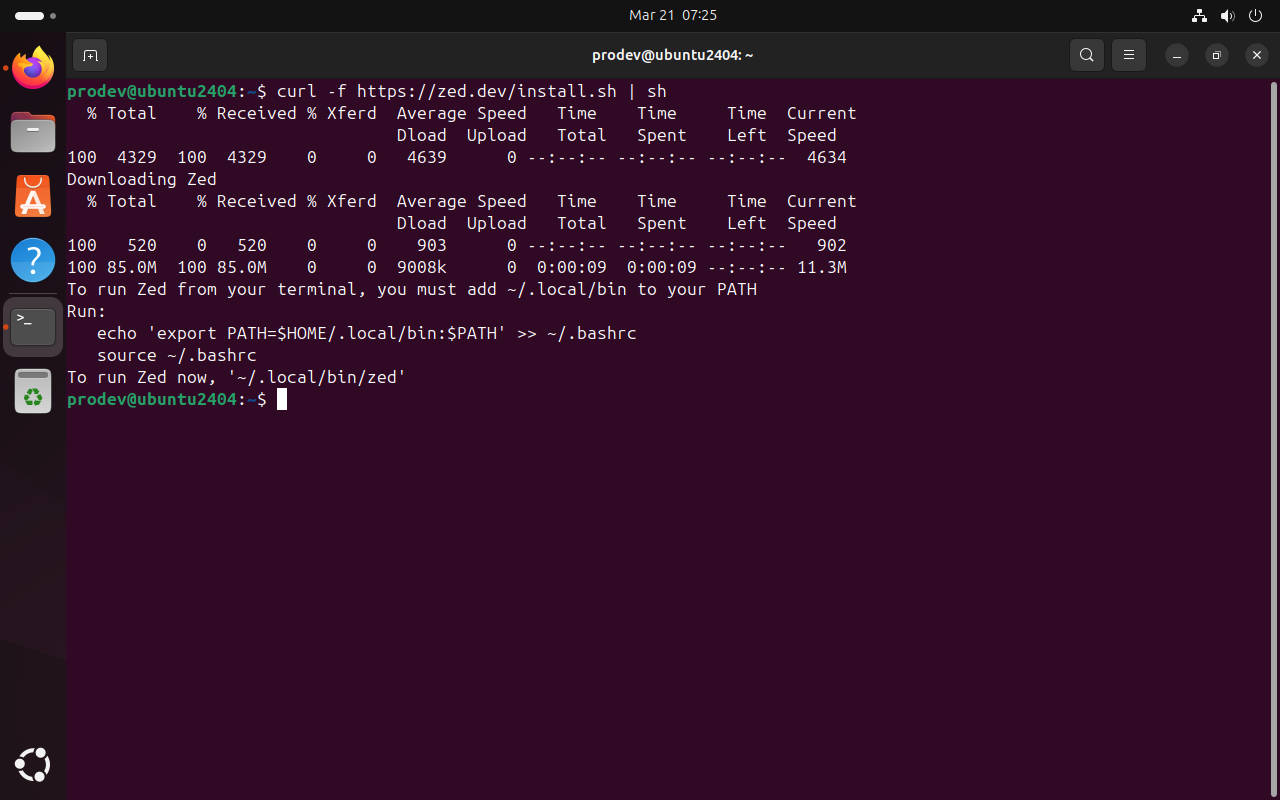 Mar 21  07:25
prodev@ubuntu2404: ~
prodev@ubuntu2404:~$ curl -f https://zed.dev/install.sh | sh
  % Total    % Received % Xferd  Average Speed   Time    Time     Time  Current
                                 Dload  Upload   Total   Spent    Left  Speed
100  4329  100  4329    0     0   4639      0 --:--:-- --:--:-- --:--:--  4634
Downloading Zed
  % Total    % Received % Xferd  Average Speed   Time    Time     Time  Current
                                 Dload  Upload   Total   Spent    Left  Speed
100   520    0   520    0     0    903      0 --:--:-- --:--:-- --:--:--   902
100 85.0M  100 85.0M    0     0  9008k      0  0:00:09  0:00:09 --:--:-- 11.3M
To run Zed from your terminal, you must add ~/.local/bin to your PATH
Run:
   echo 'export PATH=$HOME/.local/bin:$PATH' >> ~/.bashrc
   source ~/.bashrc
To run Zed now, '~/.local/bin/zed'
prodev@ubuntu2404:~$